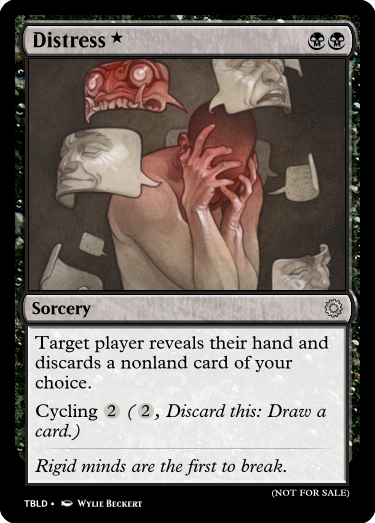 Distress ★
Sorcery
Target player reveals their hand and
discards a nonland card of your
choice.
Cycling 2 ( 2 , Discard this: Draw a
card.)
Rigid minds are the first to break.
(NOT FOR SALE)
TBLD • Wylie Beckert